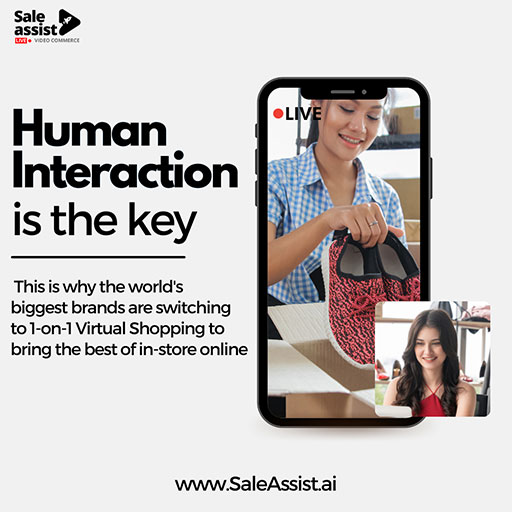 Sale
assist
LIVE VIDEO COMMERCE
LIVE
Human
Interaction
is the key
This is why the world's
biggest brands are switching
to 1-on-1 Virtual Shopping to
bring the best of in-store online
www.SaleAssist.ai